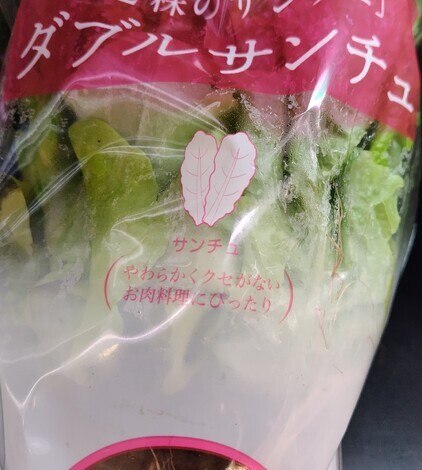 ダブルサンチュ
サンチュ
やわらかくクセがない
お肉料理にぴったり